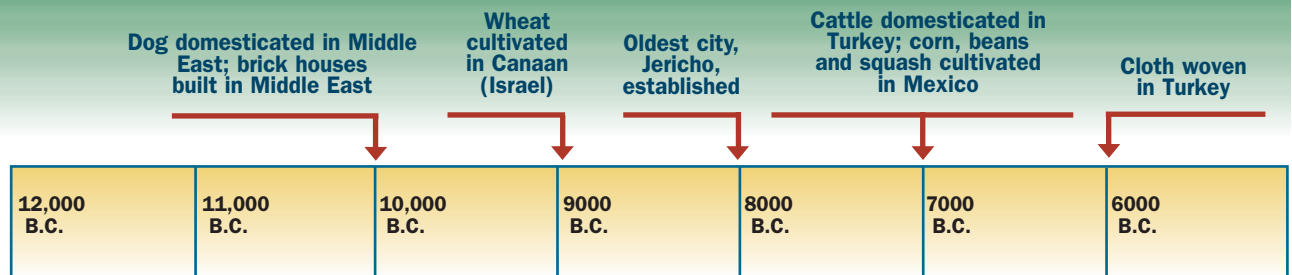 Dog domesticated in Middle
East; brick houses
built in Middle East
Wheat
cultivated
in Canaan
(Israel)
Oldest city,
Jericho,
established
Cattle domesticated in
Turkey; corn, beans
and squash cultivated
in Mexico
Cloth woven
in Turkey
12,000
B.C.
11,000
B.C.
10,000
B.C.
9000
B.C.
8000
B.C.
7000
B.C.
6000
B.C.